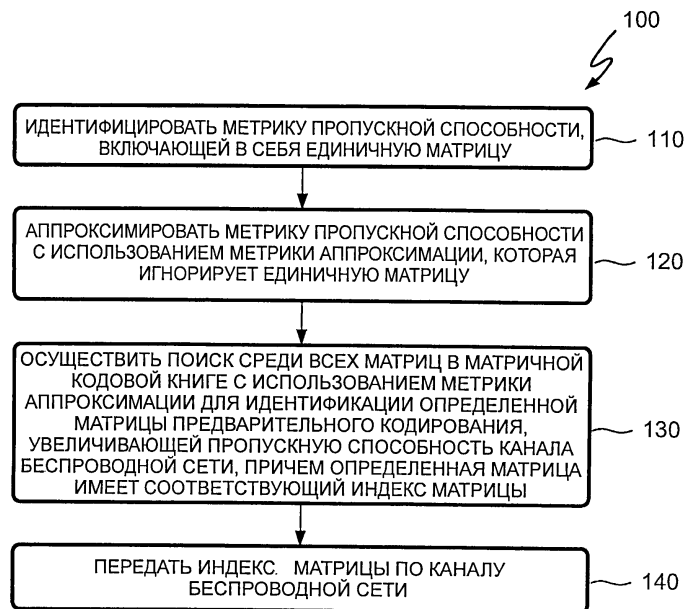 100
ИДЕНТИФИЦИРОВАТЬ МЕТРИКУ ПРОПУСКНОЙ СПОСОБНОСТИ,
ВКЛЮЧАЮЩЕЙ В СЕБЯ ЕДИНИЧНУЮ МАТРИЦУ
110
АППРОКСИМИРОВАТЬ МЕТРИКУ ПРОПУСКНОЙ СПОСОБНОСТИ
С ИСПОЛЬЗОВАНИЕМ МЕТРИКИ АППРОКСИМАЦИИ, КОТОРАЯ
ИГНОРИРУЕТ ЕДИНИЧНУЮ МАТРИЦУ
120
ОСУЩЕСТВИТЬ ПОИСК СРЕДИ ВСЕХ МАТРИЦ В МАТРИЧНОЙ
КОДОВОЙ КНИГЕ С ИСПОЛЬЗОВАНИЕМ МЕТРИКИ
АППРОКСИМАЦИИ ДЛЯ ИДЕНТИФИКАЦИИ ОПРЕДЕЛЕННОЙ
МАТРИЦЫ ПРЕДВАРИТЕЛЬНОГО КОДИРОВАНИЯ,
УВЕЛИЧИВАЮЩЕЙ ПРОПУСКНУЮ СПОСОБНОСТЬ КАНАЛА
БЕСПРОВОДНОЙ СЕТИ, ПРИЧЕМ ОПРЕДЕЛЕННАЯ МАТРИЦА
ИМЕЕТ СООТВЕТСТВУЮЩИЙ ИНДЕКС МАТРИЦЫ
130
ПЕРЕДАТЬ ИНДЕКС. МАТРИЦЫ ПО КАНАЛУ
БЕСПРОВОДНОЙ СЕТИ
140